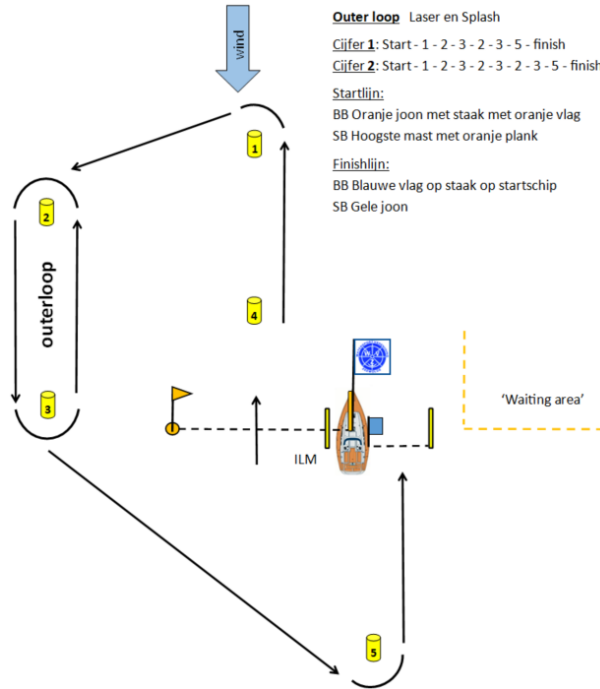 Outer loop Laser en Splash
Cijfer 1: Start - 1 - 2 - 3 - 2 - 3 - 5 - finish
Cijfer 2: Start - 1 - 2 - 3 - 2 - 3 - 2 - 3 - 5 - finish
Startlijn:
BB Oranje joon met staak met oranje vlag
SB Hoogste mast met oranje plank
Finishlijn:
BB Blauwe vlag op staak op startschip
SB Gele joon
wind
1
2
outerloop
4
3
'Waiting area'
ILM
5